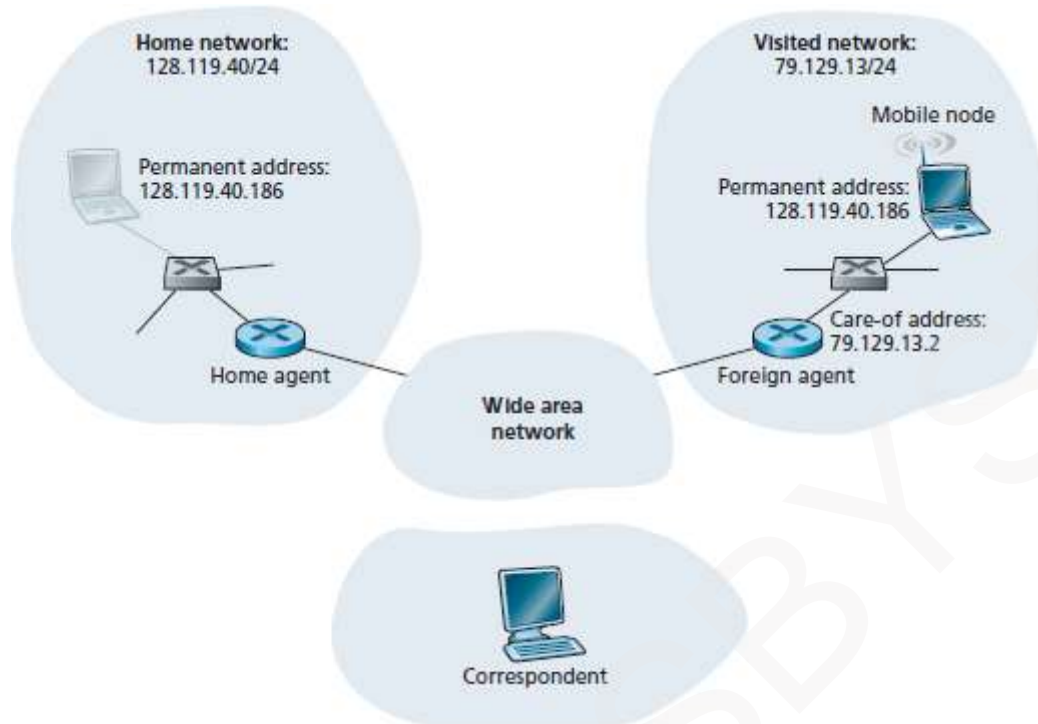 Home network:
128.119.40/24
Visited network:
79.129.13/24
Mobile node
Permanent address:
128.119.40.186
Permanent address:
128.119.40.186
Care-of address:
79.129.13.2
Home agent
Foreign agent
Wide area
network
Correspondent